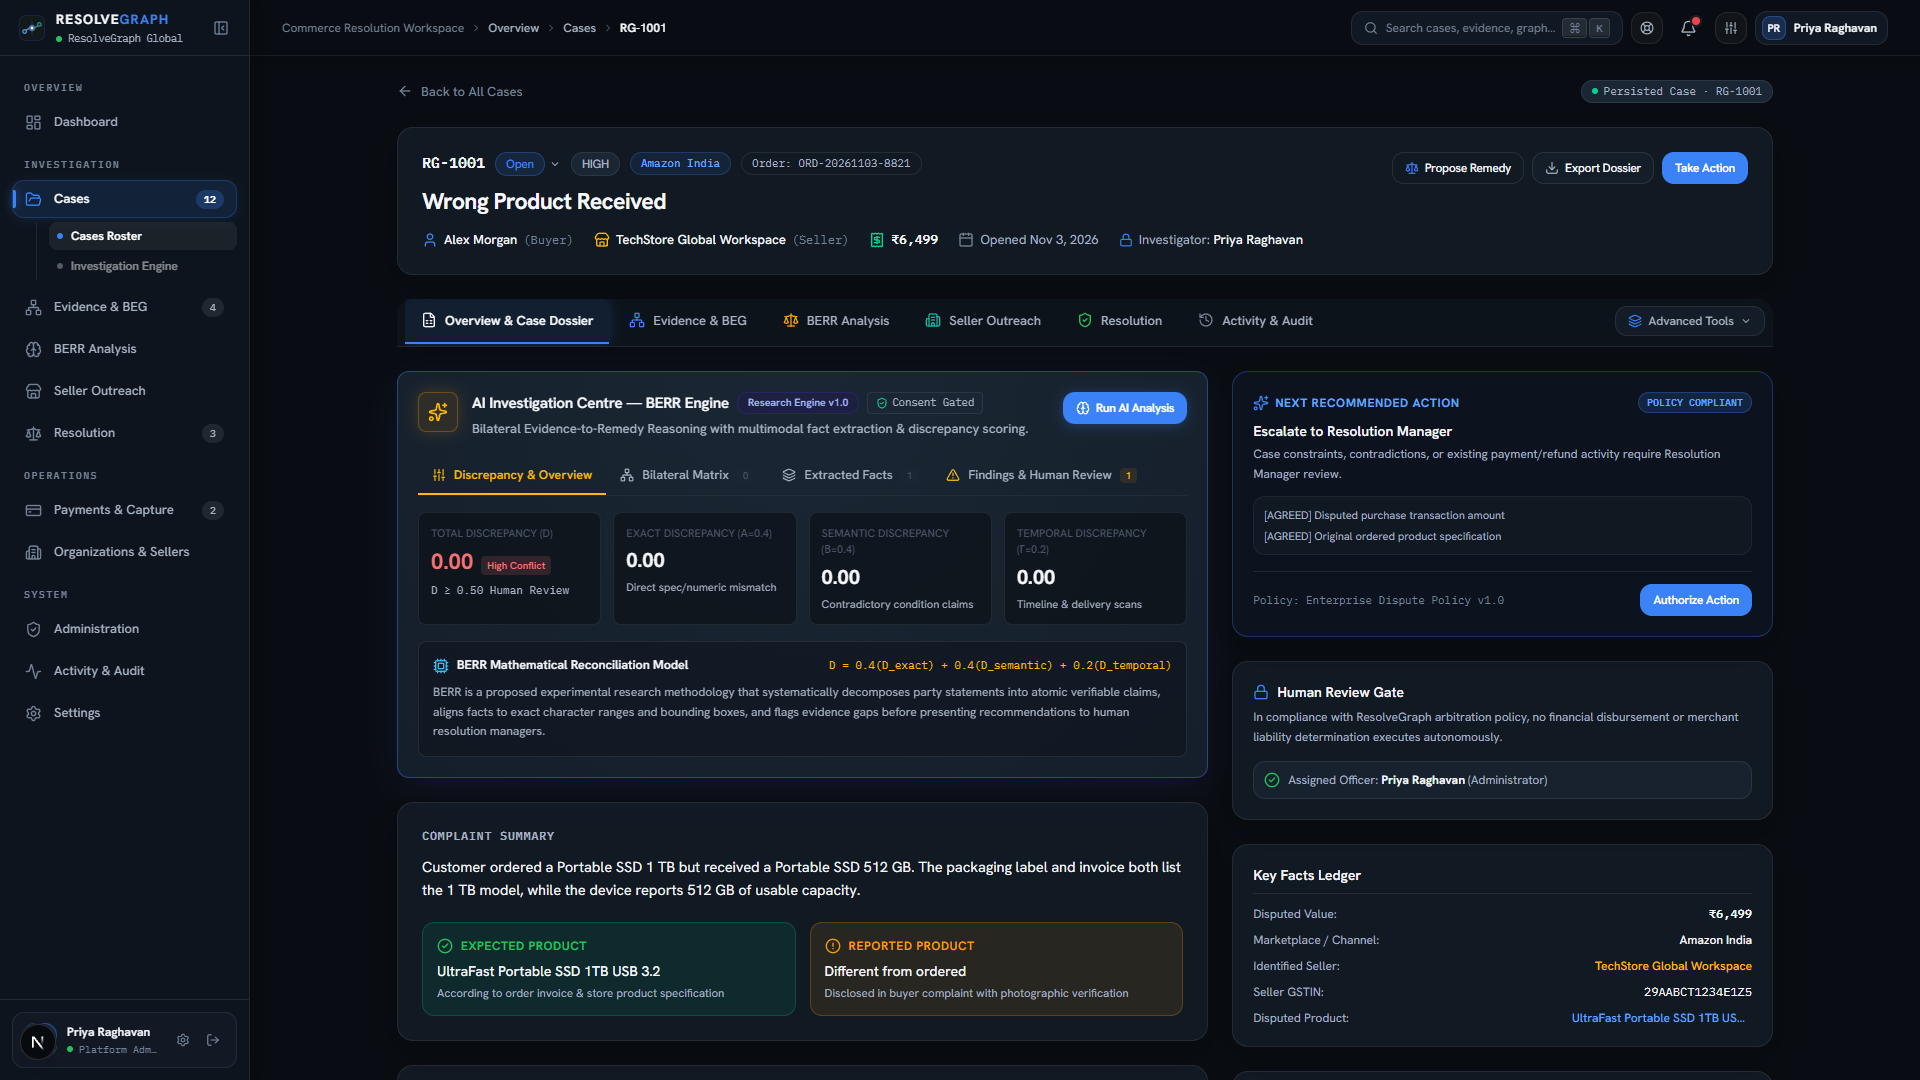 RESOLVEGRAPH
ResolveGraph Global
Commerce Resolution Workspace > Overview > Cases > RG-1001
Search cases, evidence, graph... ⌘ K
PR Priya Raghavan
OVERVIEW
Dashboard
INVESTIGATION
Cases 12
Cases Roster
Investigation Engine
Evidence & BEG 4
BERR Analysis
Seller Outreach
Resolution 3
OPERATIONS
Payments & Capture 2
Organizations & Sellers
SYSTEM
Administration
Activity & Audit
Settings
N
Priya Raghavan
Platform Adm…
Back to All Cases
Persisted Case · RG-1001
RG-1001 Open HIGH Amazon India Order: ORD-20261103-8821
Propose Remedy Export Dossier Take Action
Wrong Product Received
Alex Morgan (Buyer) TechStore Global Workspace (Seller) ₹6,499 Opened Nov 3, 2026 Investigator: Priya Raghavan
Overview & Case Dossier Evidence & BEG BERR Analysis Seller Outreach Resolution Activity & Audit Advanced Tools
AI Investigation Centre — BERR Engine Research Engine v1.0 Consent Gated
Run AI Analysis
Bilateral Evidence-to-Remedy Reasoning with multimodal fact extraction & discrepancy scoring.
Discrepancy & Overview Bilateral Matrix 0 Extracted Facts 1 Findings & Human Review 1
TOTAL DISCREPANCY (D)
0.00 High Conflict
D ≥ 0.50 Human Review
EXACT DISCREPANCY (Α=0.4)
0.00
Direct spec/numeric mismatch
SEMANTIC DISCREPANCY
(Β=0.4)
0.00
Contradictory condition claims
TEMPORAL DISCREPANCY
(Γ=0.2)
0.00
Timeline & delivery scans
BERR Mathematical Reconciliation Model D = 0.4(D_exact) + 0.4(D_semantic) + 0.2(D_temporal)
BERR is a proposed experimental research methodology that systematically decomposes party statements into atomic verifiable claims,
aligns facts to exact character ranges and bounding boxes, and flags evidence gaps before presenting recommendations to human
resolution managers.
COMPLAINT SUMMARY
Customer ordered a Portable SSD 1 TB but received a Portable SSD 512 GB. The packaging label and invoice both list
the 1 TB model, while the device reports 512 GB of usable capacity.
EXPECTED PRODUCT
UltraFast Portable SSD 1TB USB 3.2
According to order invoice & store product specification
REPORTED PRODUCT
Different from ordered
Disclosed in buyer complaint with photographic verification
NEXT RECOMMENDED ACTION POLICY COMPLIANT
Escalate to Resolution Manager
Case constraints, contradictions, or existing payment/refund activity require Resolution
Manager review.
[AGREED] Disputed purchase transaction amount
[AGREED] Original ordered product specification
Policy: Enterprise Dispute Policy v1.0
Authorize Action
Human Review Gate
In compliance with ResolveGraph arbitration policy, no financial disbursement or merchant
liability determination executes autonomously.
Assigned Officer: Priya Raghavan (Administrator)
Key Facts Ledger
Disputed Value: ₹6,499
Marketplace / Channel: Amazon India
Identified Seller: TechStore Global Workspace
Seller GSTIN: 29AABCT1234E1Z5
Disputed Product: UltraFast Portable SSD 1TB US...